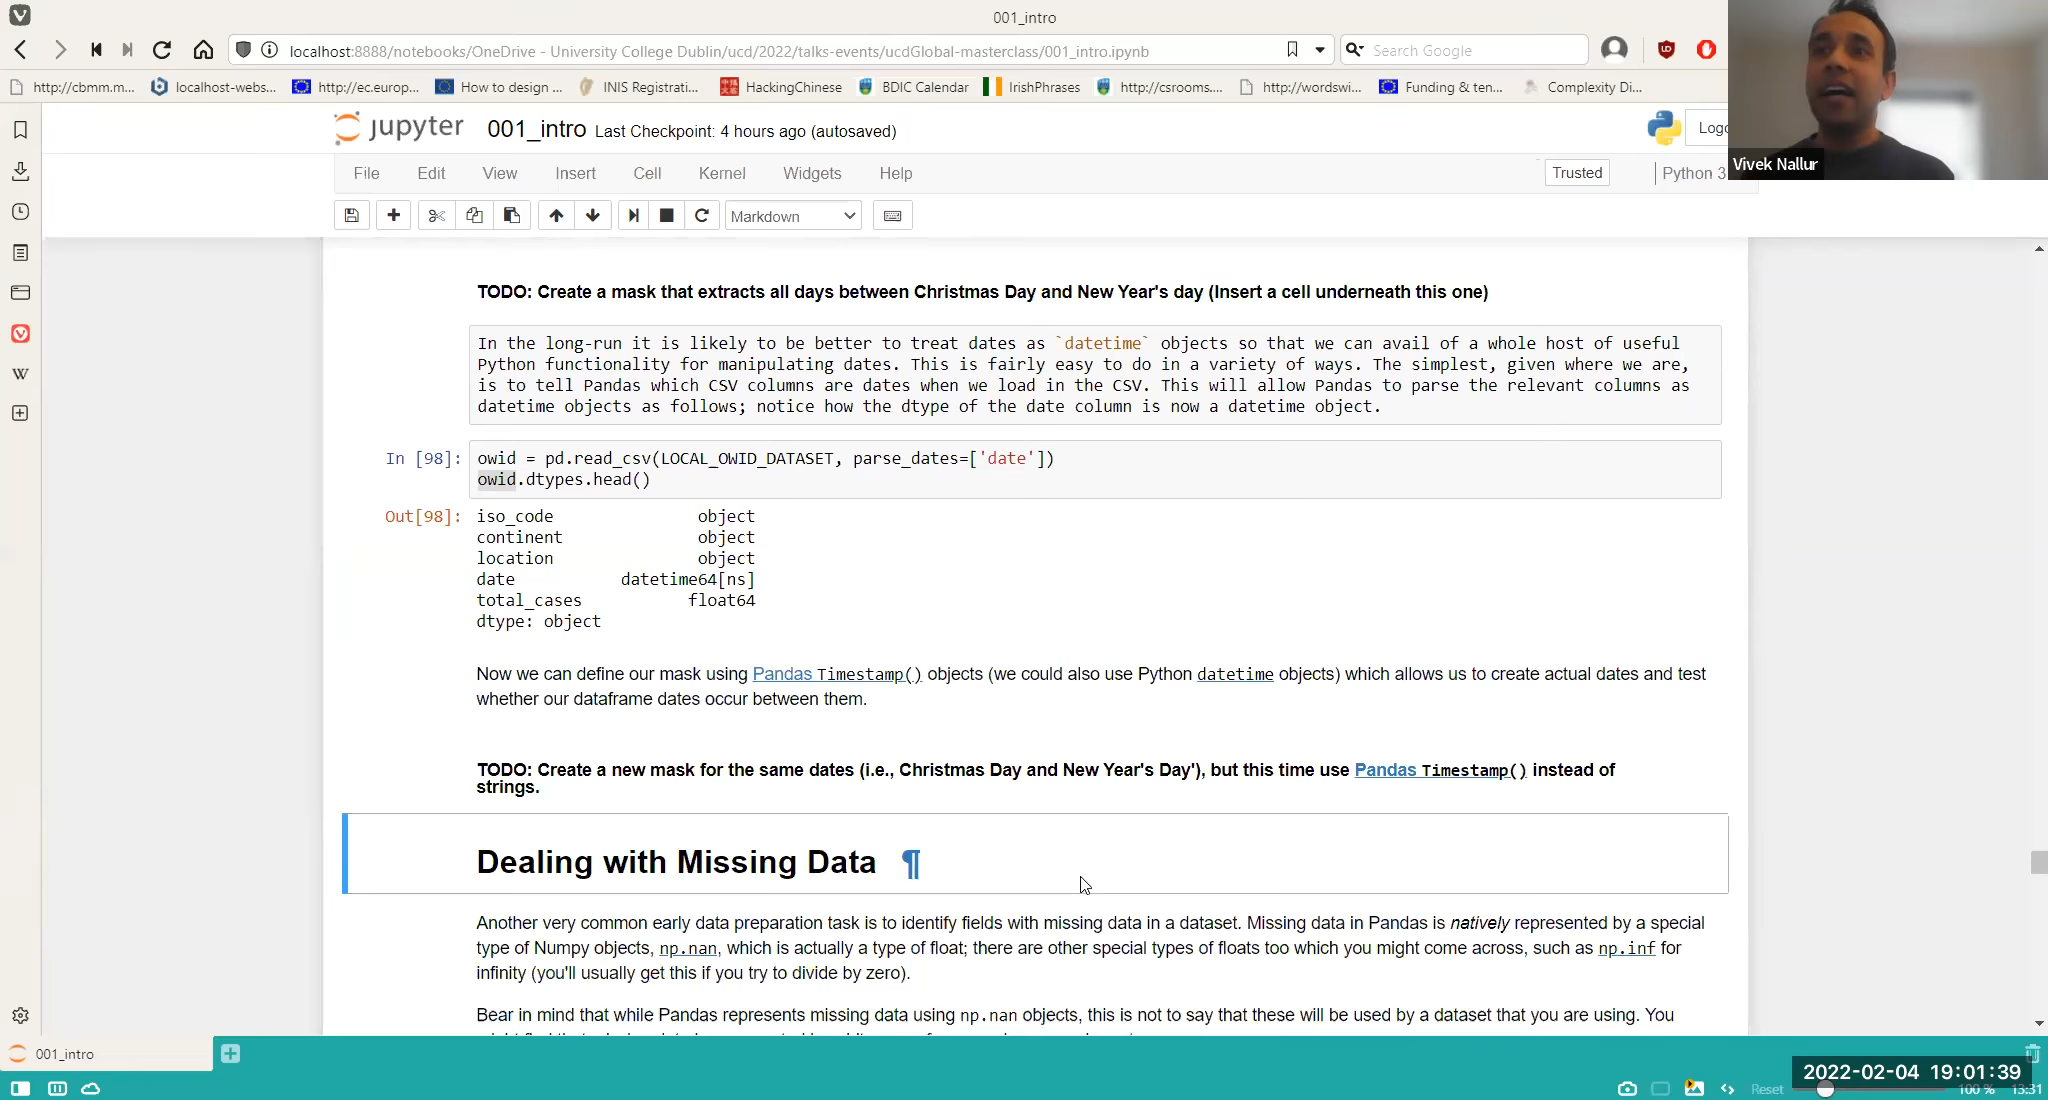 001_intro
localhost:8888/notebooks/OneDrive - University College Dublin/ucd/2022/talks-events/ucdGlobal-masterclass/001_intro.ipynb
Search Google
http://cbmm.m... localhost-webs... http://ec.europ... How to design ... INIS Registrati... HackingChinese BDIC Calendar IrishPhrases http://csrooms.... http://wordswi... Funding & ten... Complexity Di...
jupyter 001_intro Last Checkpoint: 4 hours ago (autosaved)
Logo
Vivek Nallur
File Edit View Insert Cell Kernel Widgets Help Trusted Python 3
Markdown
TODO: Create a mask that extracts all days between Christmas Day and New Year's day (Insert a cell underneath this one)
In the long-run it is likely to be better to treat dates as `datetime` objects so that we can avail of a whole host of useful
Python functionality for manipulating dates. This is fairly easy to do in a variety of ways. The simplest, given where we are,
is to tell Pandas which CSV columns are dates when we load in the CSV. This will allow Pandas to parse the relevant columns as
datetime objects as follows; notice how the dtype of the date column is now a datetime object.
In [98]: owid = pd.read_csv(LOCAL_OWID_DATASET, parse_dates=['date'])
owid.dtypes.head()
Out[98]: iso_code object
continent object
location object
date datetime64[ns]
total_cases float64
dtype: object
Now we can define our mask using Pandas Timestamp() objects (we could also use Python datetime objects) which allows us to create actual dates and test
whether our dataframe dates occur between them.
TODO: Create a new mask for the same dates (i.e., Christmas Day and New Year's Day'), but this time use Pandas Timestamp() instead of
strings.
Dealing with Missing Data ¶
Another very common early data preparation task is to identify fields with missing data in a dataset. Missing data in Pandas is natively represented by a special
type of Numpy objects, np.nan, which is actually a type of float; there are other special types of floats too which you might come across, such as np.inf for
infinity (you'll usually get this if you try to divide by zero).
Bear in mind that while Pandas represents missing data using np.nan objects, this is not to say that these will be used by a dataset that you are using. You
001_intro
2022-02-04 19:01:39
Reset 100 % 13:31